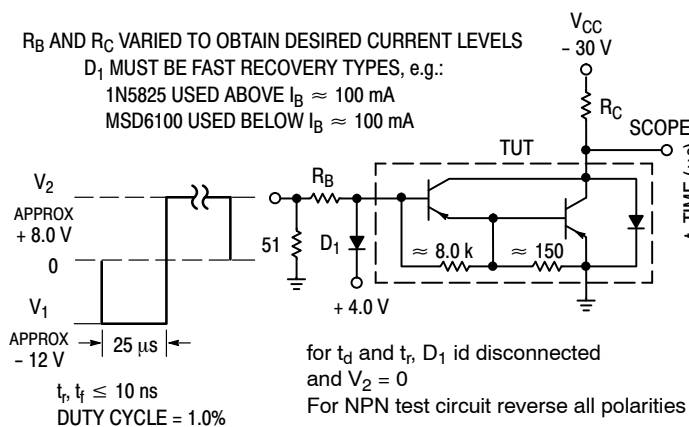 R_B AND R_C VARIED TO OBTAIN DESIRED CURRENT LEVELS
D_1 MUST BE FAST RECOVERY TYPES, e.g.:
1N5825 USED ABOVE I_B ≈ 100 mA
MSD6100 USED BELOW I_B ≈ 100 mA
V_CC
- 30 V
R_C
SCOPE
TUT
V_2
APPROX
+ 8.0 V
0
V_1
APPROX
- 12 V
25 μs
t_r, t_f ≤ 10 ns
DUTY CYCLE = 1.0%
R_B
51
D_1
+ 4.0 V
≈ 8.0 k
≈ 150
for t_d and t_r, D_1 id disconnected
and V_2 = 0
For NPN test circuit reverse all polarities
t, TIME (μs)